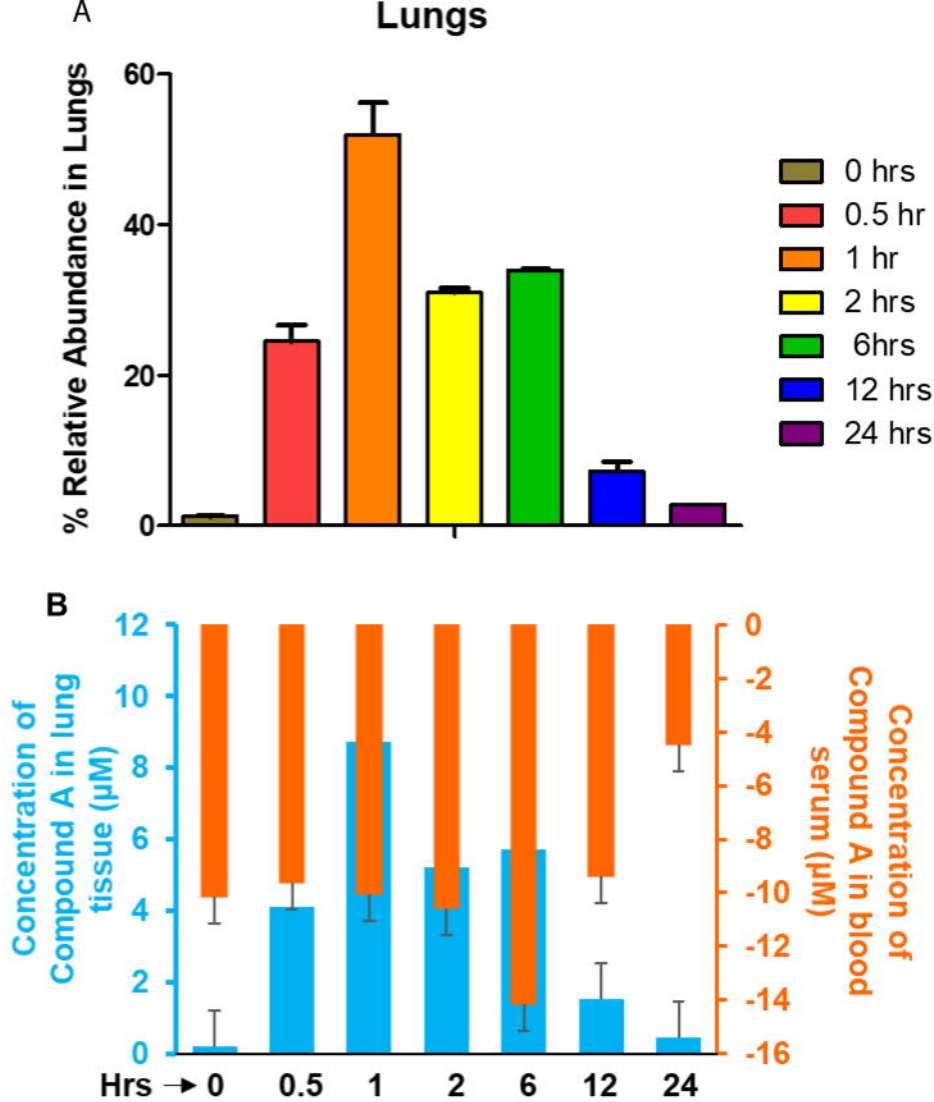 A
Lungs
% Relative Abundance in Lungs
60
40
20
0
0 hrs
0.5 hr
1 hr
2 hrs
6hrs
12 hrs
24 hrs
B
Concentration of
Compound A in lung
tissue (µM)
12
10
8
6
4
2
0
0
-2
-4
-6
-8
-10
-12
-14
-16
Concentration of
Compound A in blood
serum (µM)
Hrs → 0 0.5 1 2 6 12 24